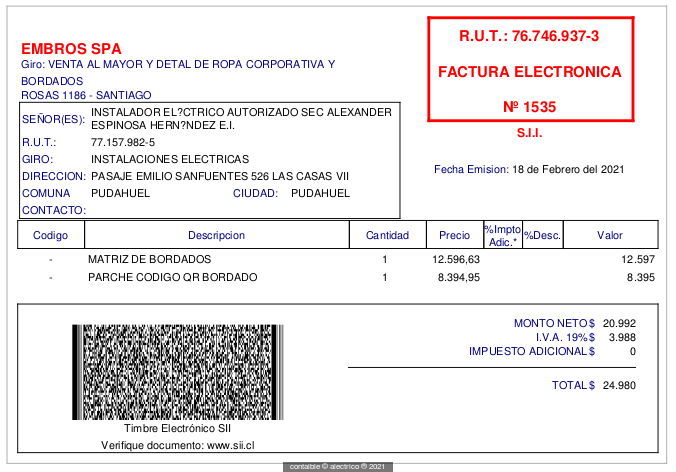 EMBROS SPA
Giro: VENTA AL MAYOR Y DETAL DE ROPA CORPORATIVA Y
BORDADOS
ROSAS 1186 - SANTIAGO
R.U.T.: 76.746.937-3
FACTURA ELECTRONICA
Nº 1535
S.I.I.
SEÑOR(ES): INSTALADOR EL?CTRICO AUTORIZADO SEC ALEXANDER
ESPINOSA HERN?NDEZ E.I.
R.U.T.: 77.157.982-5
GIRO: INSTALACIONES ELECTRICAS
DIRECCION: PASAJE EMILIO SANFUENTES 526 LAS CASAS VII
COMUNA PUDAHUEL CIUDAD: PUDAHUEL
CONTACTO:
Fecha Emision: 18 de Febrero del 2021
Codigo Descripcion Cantidad Precio %Impto Adic.* %Desc. Valor
- MATRIZ DE BORDADOS 1 12.596,63 12.597
- PARCHE CODIGO QR BORDADO 1 8.394,95 8.395
MONTO NETO $ 20.992
I.V.A. 19% $ 3.988
IMPUESTO ADICIONAL $ 0
TOTAL $ 24.980
Timbre Electrónico SII
Verifique documento: www.sii.cl
contaible © alectrico ® 2021